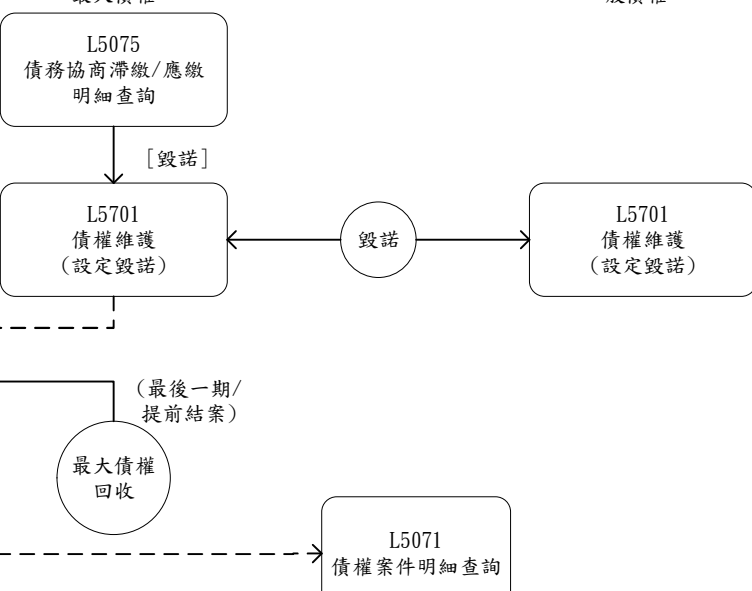 最大債權
般債權
L5075
債務協商滯繳/應繳
明細查詢
[毀諾]
L5701
債權維護
(設定毀諾)
毀諾
L5701
債權維護
(設定毀諾)
(最後一期/
提前結案)
最大債權
回收
L5071
債權案件明細查詢